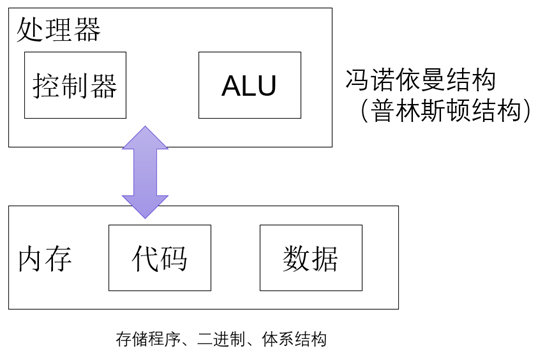 处理器
控制器
ALU
冯诺依曼结构
（普林斯顿结构）
内存
代码
数据
存储程序、二进制、体系结构